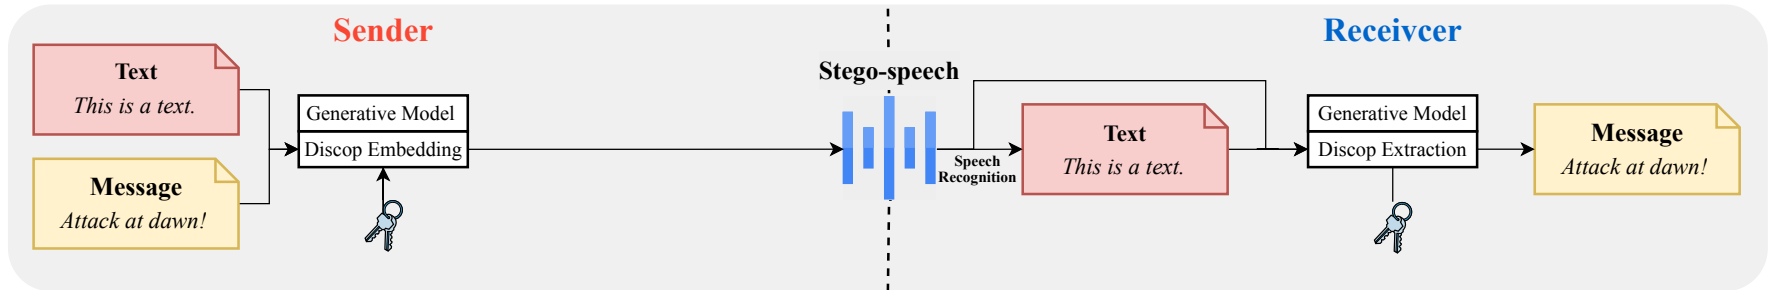 Sender
Receivcer
Text
This is a text.
Message
Attack at dawn!
Generative Model
Discop Embedding
Stego-speech
Speech
Recognition
Text
This is a text.
Generative Model
Discop Extraction
Message
Attack at dawn!